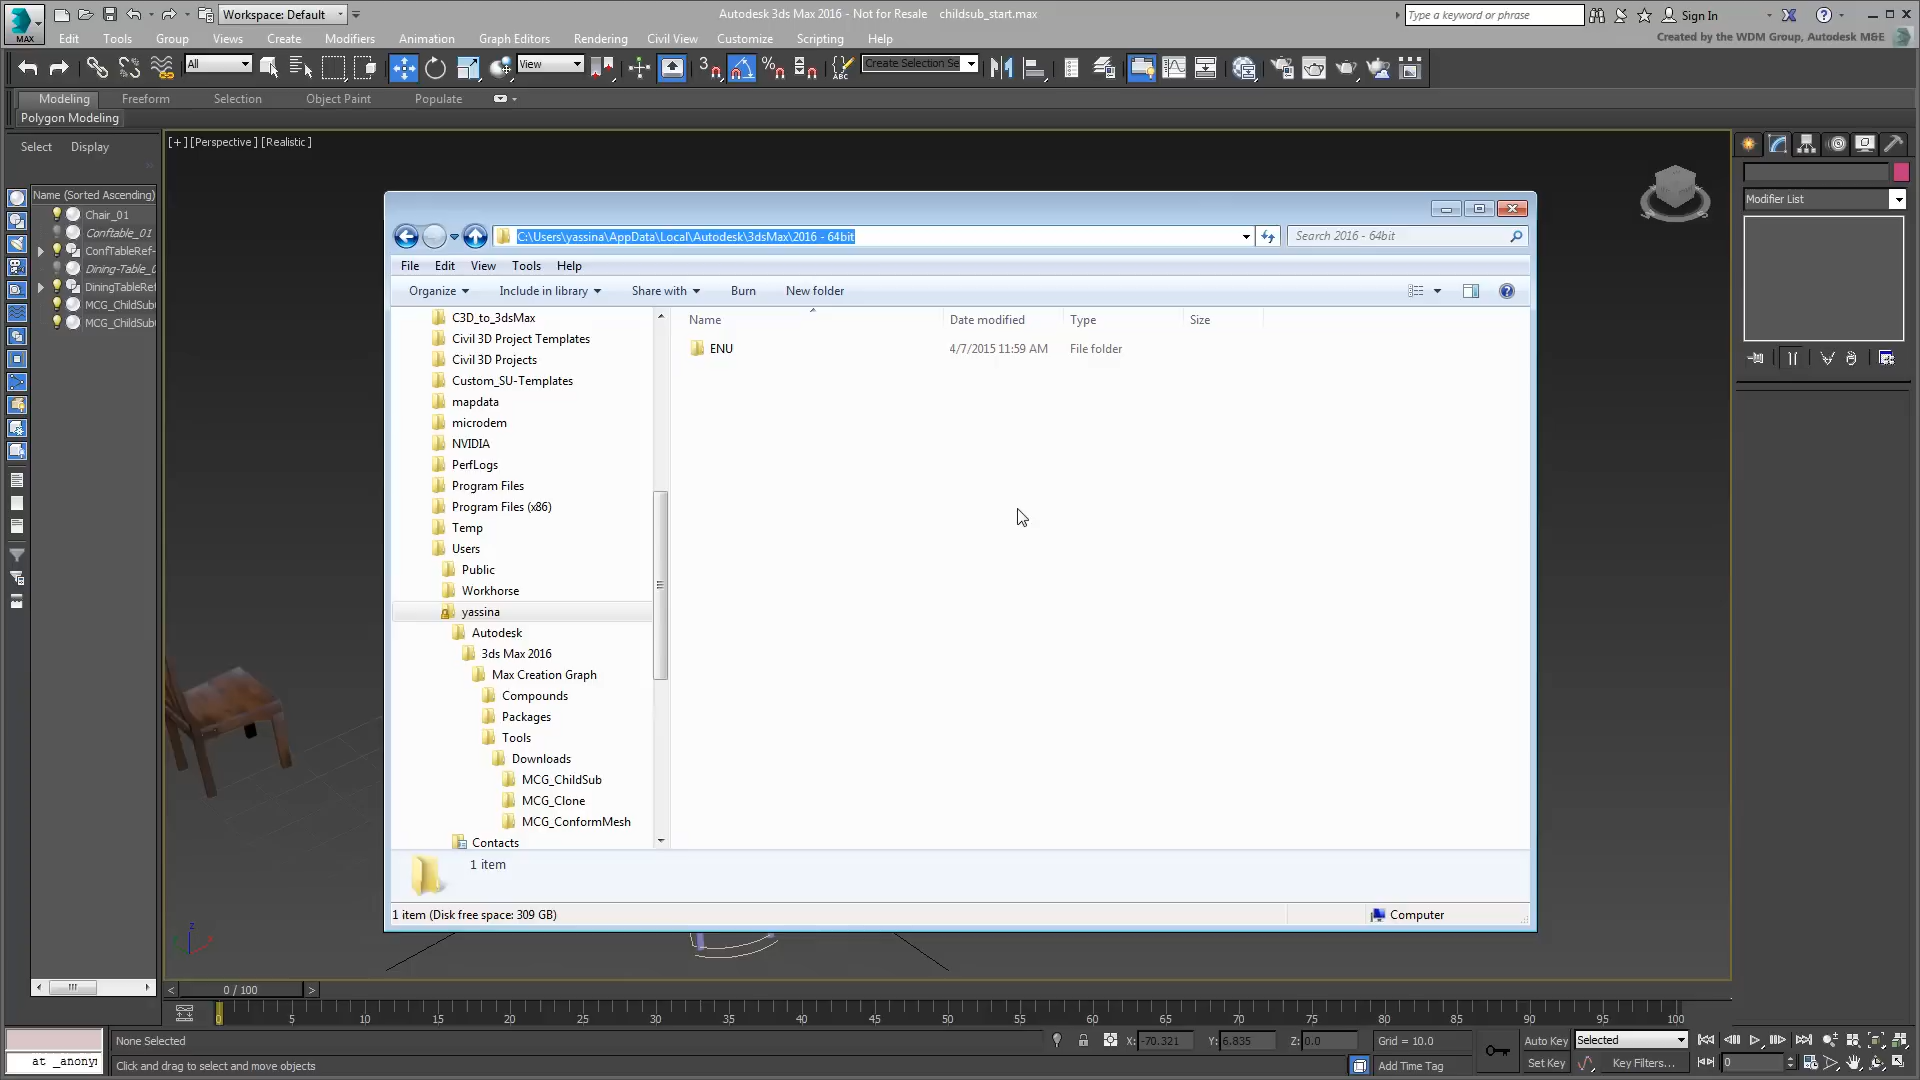 Workspace: Default
Autodesk 3ds Max 2016 - Not for Resale childsub_start.max
Type a keyword or phrase
Sign In
MAX
Edit Tools Group Views Create Modifiers Animation Graph Editors Rendering Civil View Customize Scripting Help
Created by the WDM Group, Autodesk M&E
All
View
3
ABC
Create Selection Se
Modeling Freeform Selection Object Paint Populate
Polygon Modeling
Select Display
[+] [Perspective] [Realistic]
Name (Sorted Ascending)
Chair_01
Conftable_01
ConfTableRef-
Dining-Table_0
DiningTableRef
MCG_ChildSub
MCG_ChildSub
Modifier List
C:\Users\yassina\AppData\Local\Autodesk\3dsMax\2016 - 64bit
Search 2016 - 64bit
File Edit View Tools Help
Organize Include in library Share with Burn New folder
Name Date modified Type Size
ENU 4/7/2015 11:59 AM File folder
C3D_to_3dsMax
Civil 3D Project Templates
Civil 3D Projects
Custom_SU-Templates
mapdata
microdem
NVIDIA
PerfLogs
Program Files
Program Files (x86)
Temp
Users
Public
Workhorse
yassina
Autodesk
3ds Max 2016
Max Creation Graph
Compounds
Packages
Tools
Downloads
MCG_ChildSub
MCG_Clone
MCG_ConformMesh
Contacts
1 item
1 item (Disk free space: 309 GB)
Computer
z
x
0 / 100
0 5 10 15 20 25 30 35 40 45 50 55 60 65 70 75 80 85 90 95 100
None Selected
X: -70.321 Y: 6.835 Z: 0.0
Grid = 10.0
Auto Key Selected
at _anonym
Click and drag to select and move objects
Add Time Tag
Set Key Key Filters...
0